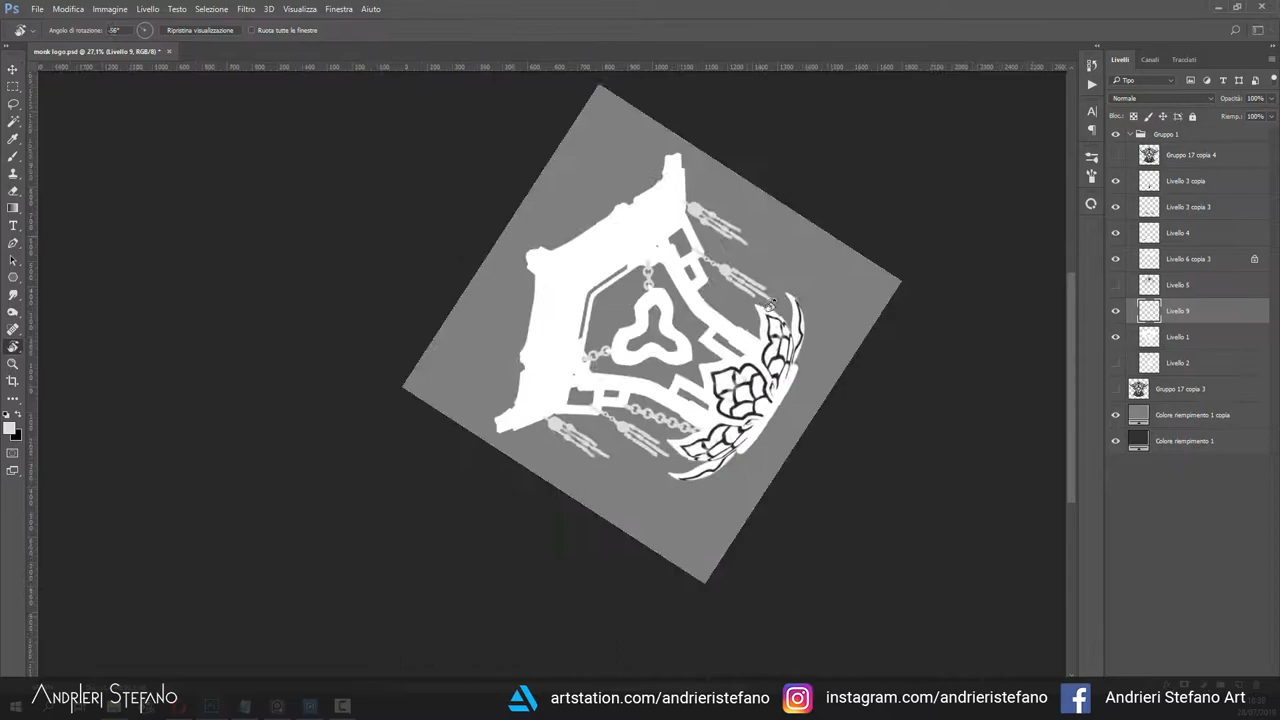 Ps File Modifica Immagine Livello Testo Selezione Filtro 3D Visualizza Finestra Aiuto
Angolo di rotazione: -56° Ripristina visualizzazione Ruota tutte le finestre
monk logo.psd @ 27,1% (Livello 9, RGB/8) * ×
Livelli Canali Tracciati
Tipo
Normale Opacità: 100%
Bloc.: Riemp.: 100%
Gruppo 1
Gruppo 17 copia 4
Livello 3 copia
Livello 3 copia 3
Livello 4
Livello 6 copia 3
Livello 5
Livello 9
Livello 1
Livello 2
Gruppo 17 copia 3
Colore riempimento 1 copia
Colore riempimento 1
Andrieri Stefano
artstation.com/andrieristefano
instagram.com/andrieristefano
Andrieri Stefano Art